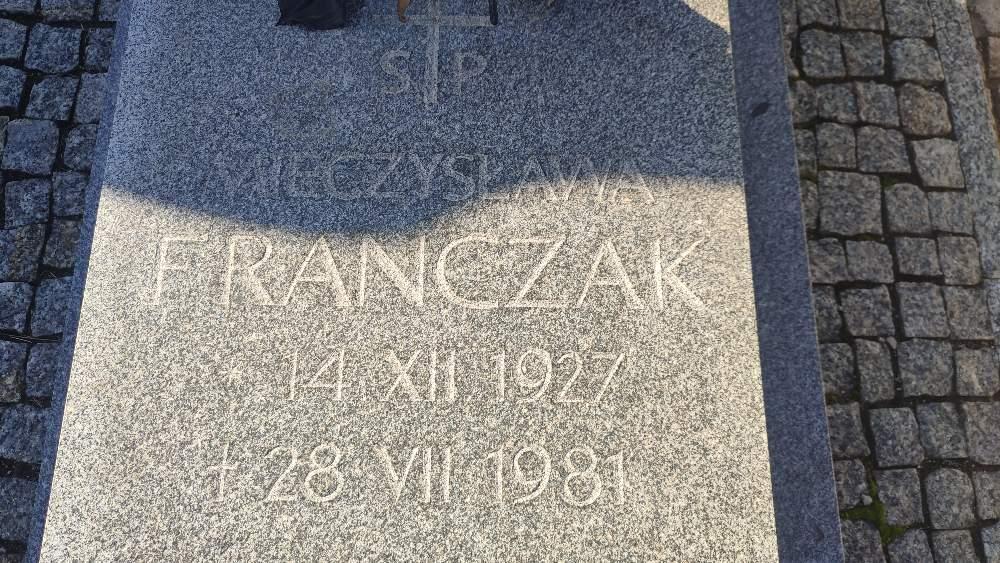 S P
MIECZYSŁAWA
FRANCZAK
* 14. XII. 1927
† 28. VII. 1981